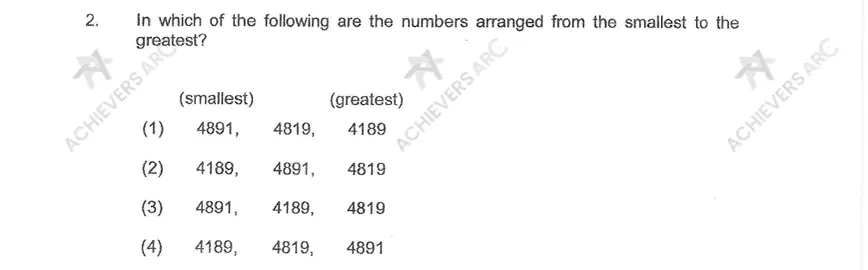 2. In which of the following are the numbers arranged from the smallest to the
greatest?
ACHIEVERS ARC
ACHIEVERS ARC
ACHIEVERS ARC
(smallest) (greatest)
(1) 4891, 4819, 4189
(2) 4189, 4891, 4819
(3) 4891, 4189, 4819
(4) 4189, 4819, 4891